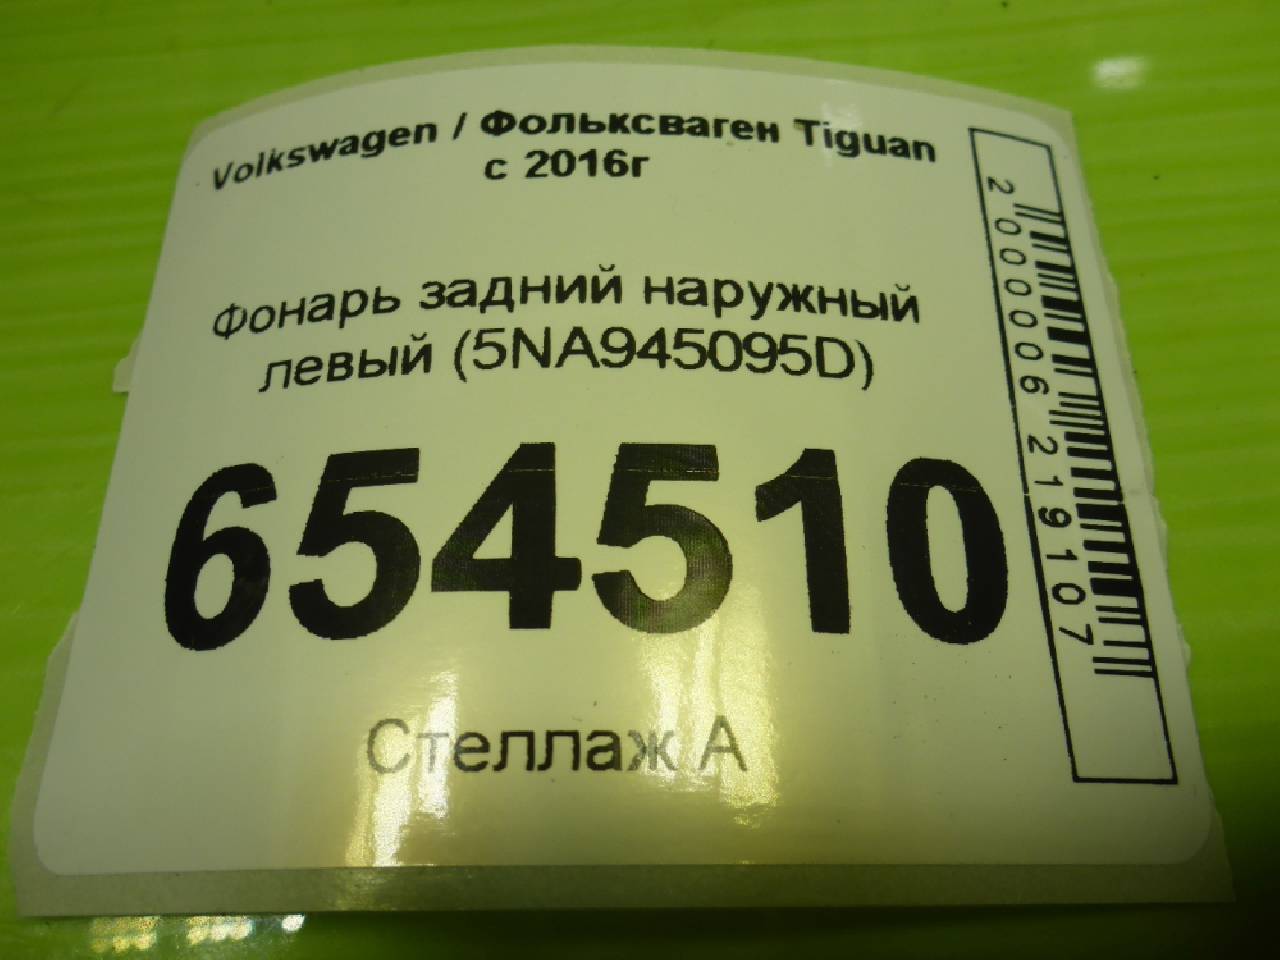 Volkswagen / Фольксваген Tiguan
с 2016г
Фонарь задний наружный
левый (5NA945095D)
654510
Стеллаж А
2000006219107